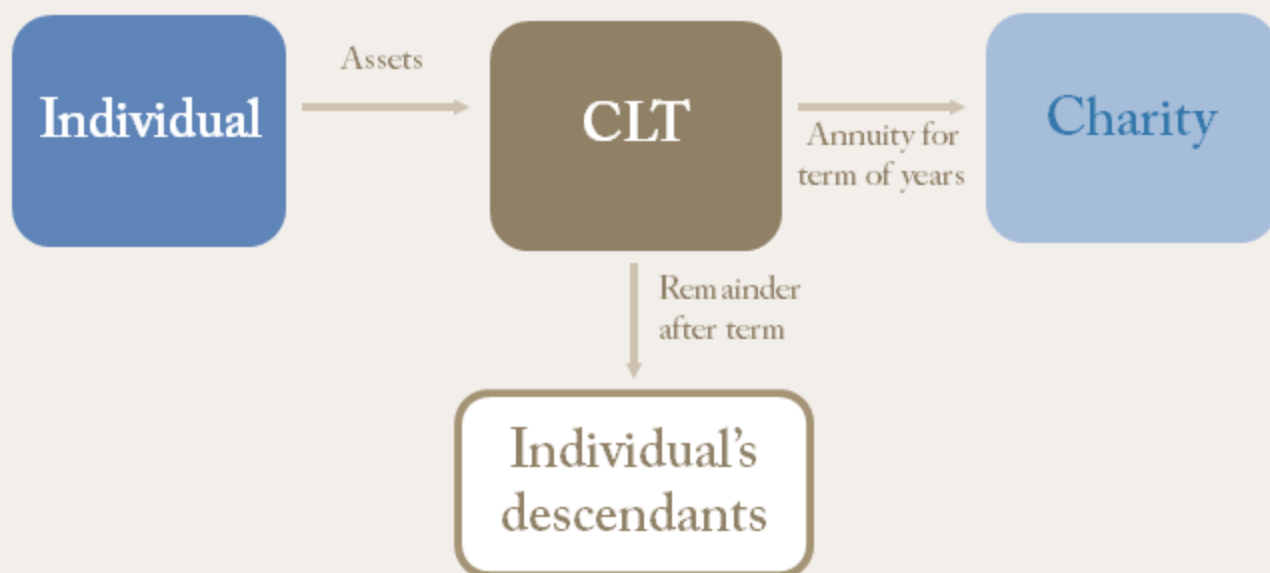 Individual
Assets
CLT
Annuity for
term of years
Charity
Remainder
after term
Individual’s
descendants